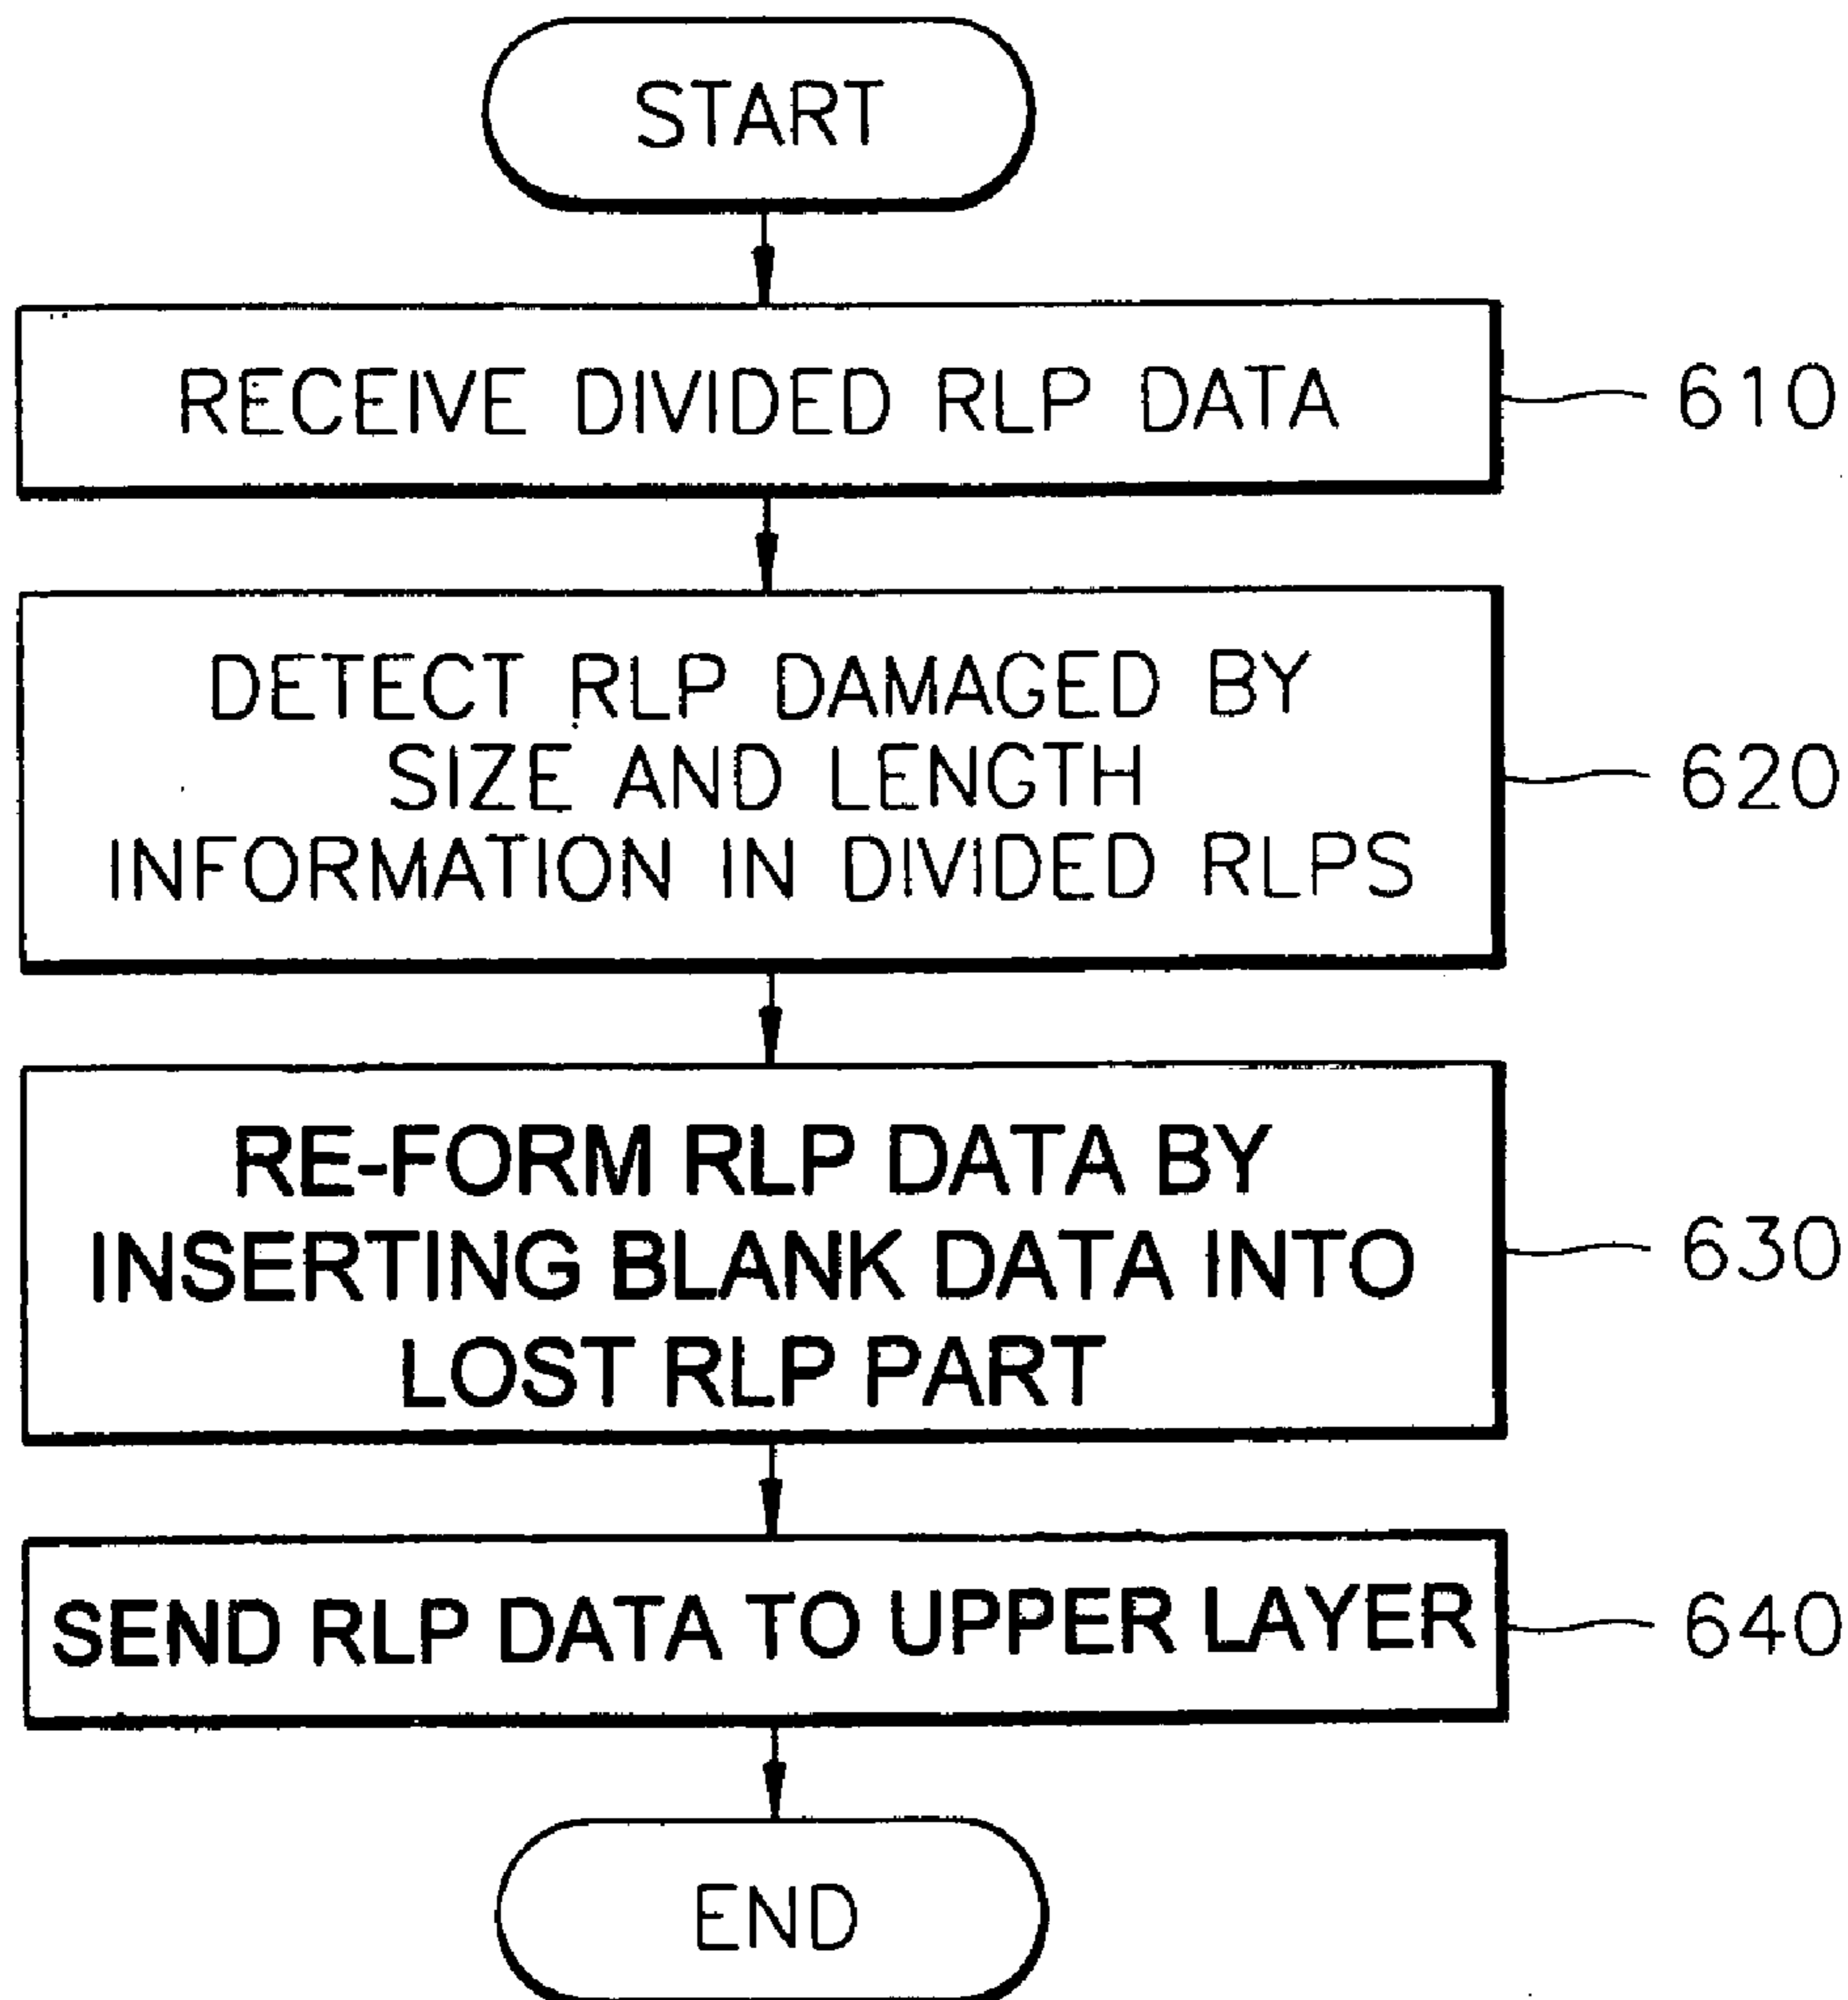 START
RECEIVE DIVIDED RLP DATA
610
DETECT RLP DAMAGED BY
SIZE AND LENGTH
INFORMATION IN DIVIDED RLPS
620
RE-FORM RLP DATA BY
INSERTING BLANK DATA INTO
LOST RLP PART
630
SEND RLP DATA TO UPPER LAYER
640
END